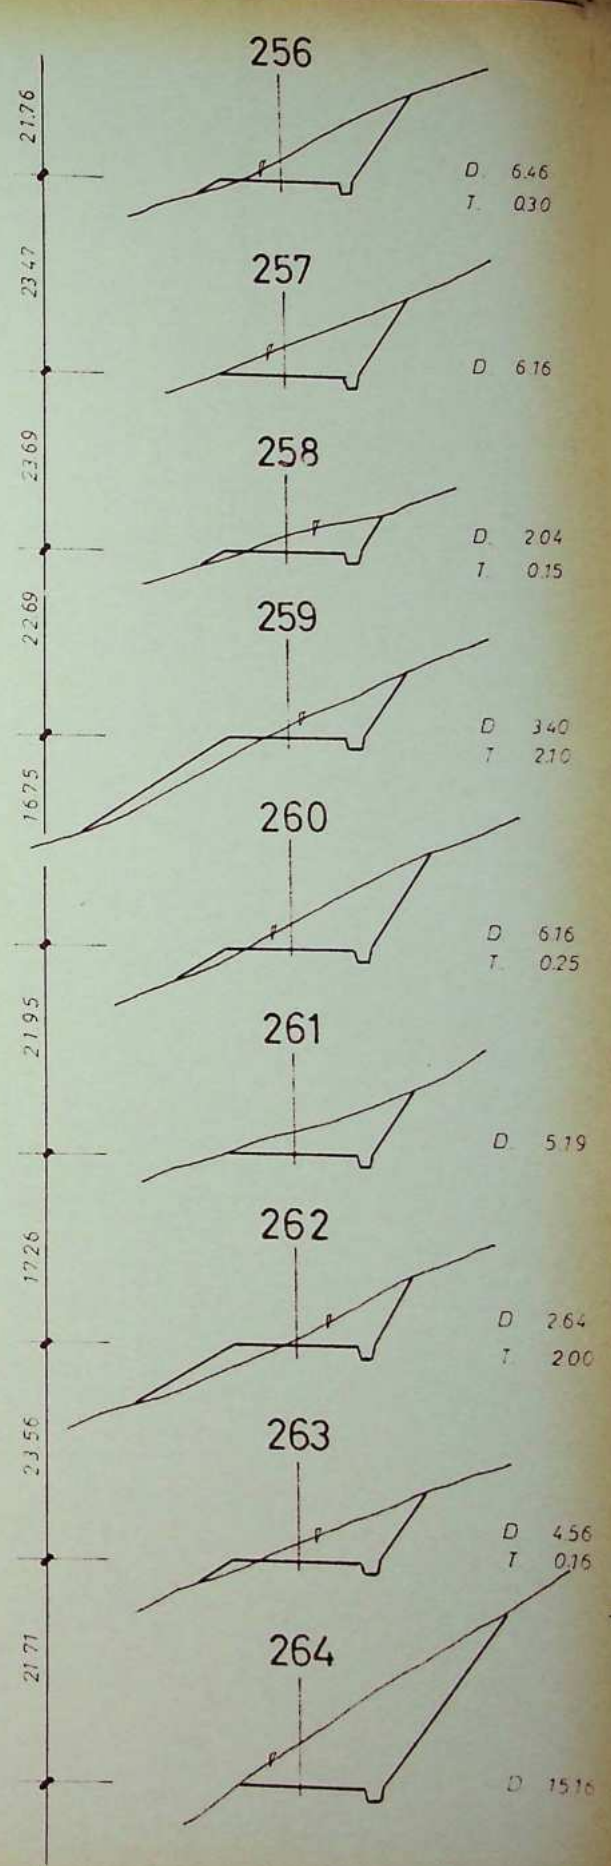 256
21.76
D. 6.46
T. 0.30
257
23.47
D 6.16
258
23.69
D. 2.04
T. 0.15
259
22.69
D 3.40
T 2.10
16.75
260
D 6.16
T. 0.25
261
21.95
D. 5.19
262
17.26
D 2.64
T. 2.00
263
23.56
D 4.56
T 0.16
264
21.71
D 15.16